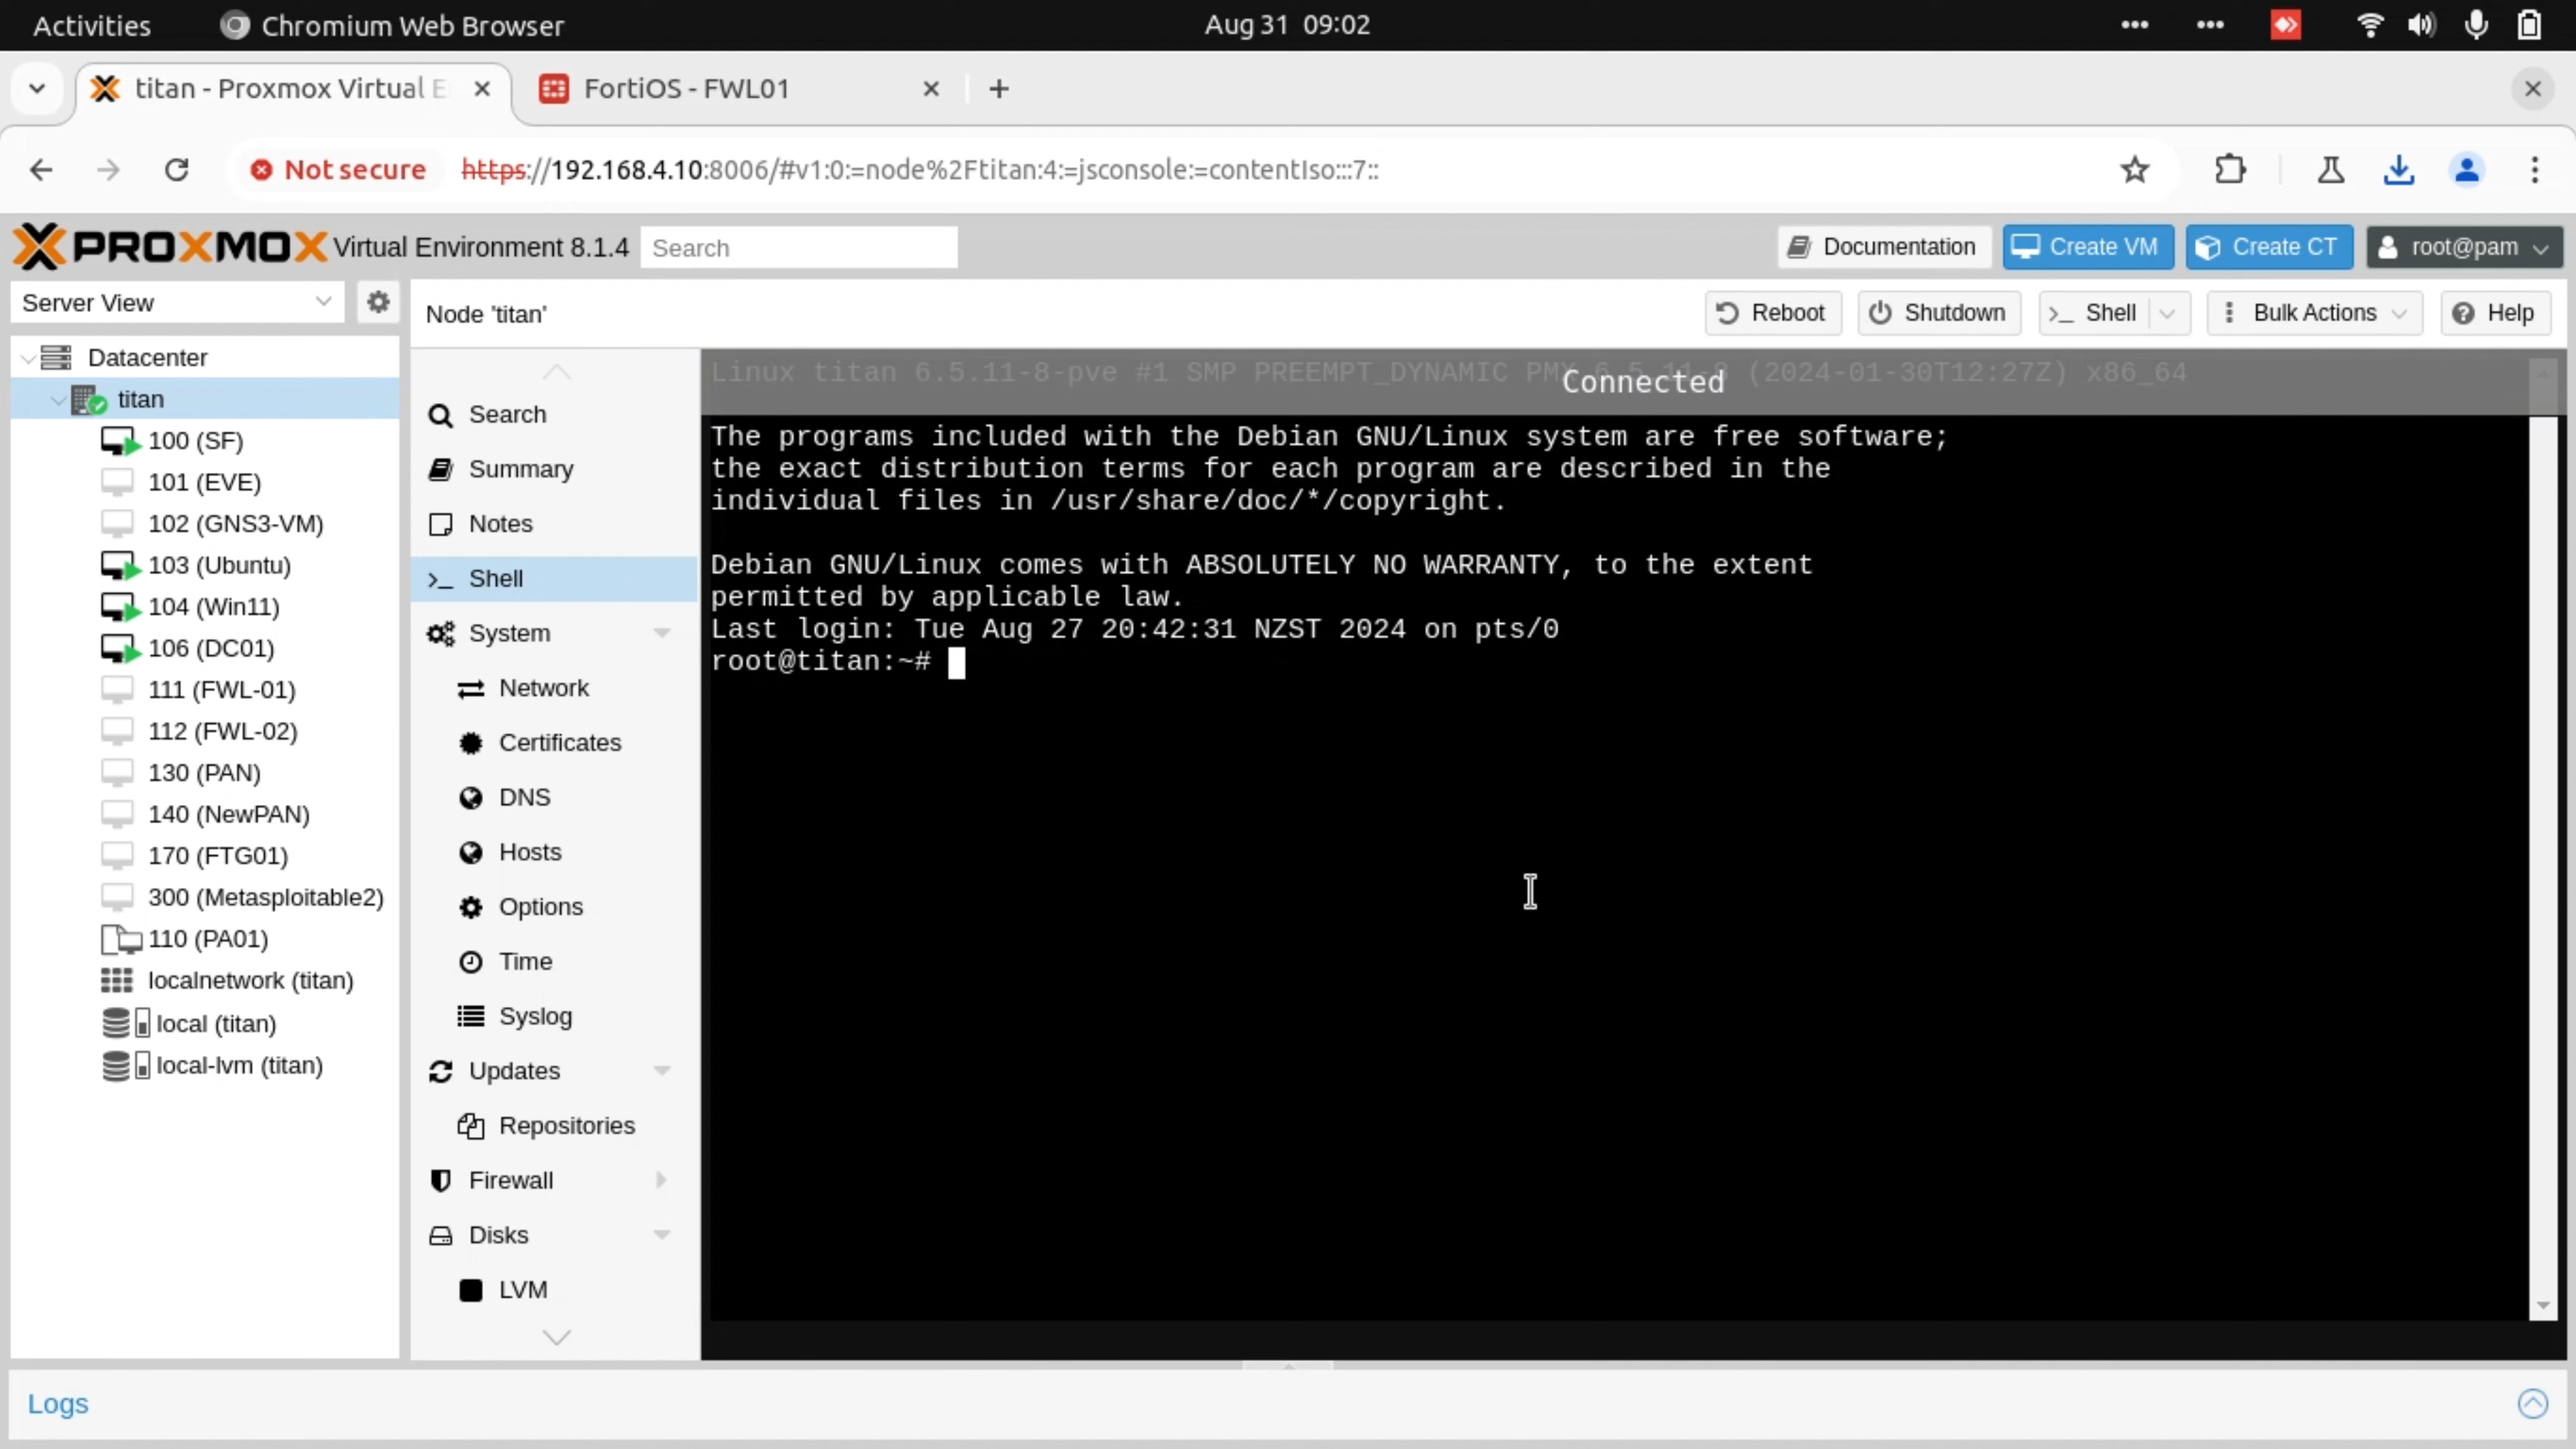 Activities Chromium Web Browser Aug 31 09:02
titan - Proxmox Virtual E FortiOS - FWL01
Not secure https://192.168.4.10:8006/#v1:0:=node%2Ftitan:4:=jsconsole:=contentIso:::7::
PROXMOX Virtual Environment 8.1.4 Search Documentation Create VM Create CT root@pam
Server View
Node 'titan' Reboot Shutdown Shell Bulk Actions Help
Datacenter
titan
100 (SF)
101 (EVE)
102 (GNS3-VM)
103 (Ubuntu)
104 (Win11)
106 (DC01)
111 (FWL-01)
112 (FWL-02)
130 (PAN)
140 (NewPAN)
170 (FTG01)
300 (Metasploitable2)
110 (PA01)
localnetwork (titan)
local (titan)
local-lvm (titan)
Search
Summary
Notes
Shell
System
Network
Certificates
DNS
Hosts
Options
Time
Syslog
Updates
Repositories
Firewall
Disks
LVM
Linux titan 6.5.11-8-pve #1 SMP PREEMPT_DYNAMIC PMX 6.5.11-8 (2024-01-30T12:27Z) x86_64
Connected
The programs included with the Debian GNU/Linux system are free software;
the exact distribution terms for each program are described in the
individual files in /usr/share/doc/*/copyright.
Debian GNU/Linux comes with ABSOLUTELY NO WARRANTY, to the extent
permitted by applicable law.
Last login: Tue Aug 27 20:42:31 NZST 2024 on pts/0
root@titan:~#
Logs